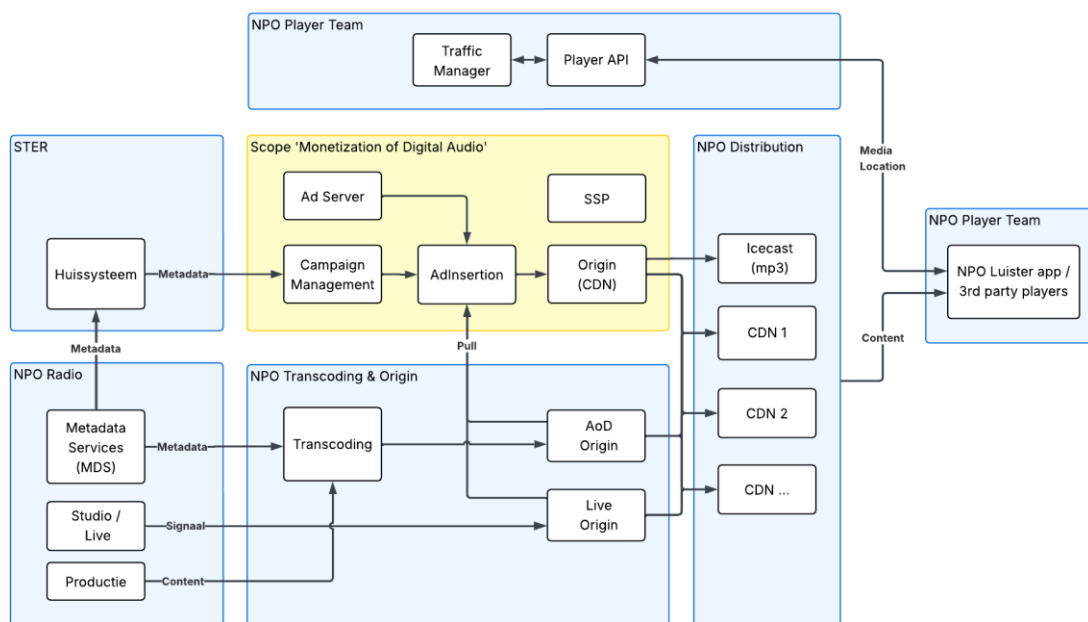 NPO Player Team
Traffic
Manager
Player API
STER
Scope 'Monetization of Digital Audio'
NPO Distribution
Media
Location
Ad Server
SSP
NPO Player Team
Huissysteem
Metadata
Campaign
Management
AdInsertion
Origin
(CDN)
Icecast
(mp3)
NPO Luister app /
3rd party players
CDN 1
Content
Metadata
Pull
NPO Radio
NPO Transcoding & Origin
Metadata
Services
(MDS)
Metadata
Transcoding
AoD
Origin
CDN 2
CDN ...
Studio /
Live
Signaal
Live
Origin
Productie
Content